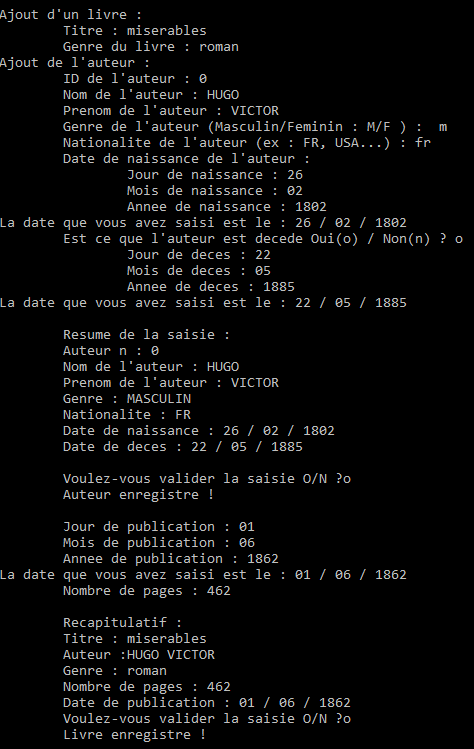 Ajout d'un livre :
Titre : miserables
Genre du livre : roman
Ajout de l'auteur :
ID de l'auteur : 0
Nom de l'auteur : HUGO
Prenom de l'auteur : VICTOR
Genre de l'auteur (Masculin/Feminin : M/F ) :  m
Nationalite de l'auteur (ex : FR, USA...) : fr
Date de naissance de l'auteur :
Jour de naissance : 26
Mois de naissance : 02
Annee de naissance : 1802
La date que vous avez saisi est le : 26 / 02 / 1802
Est ce que l'auteur est decede Oui(o) / Non(n) ? o
Jour de deces : 22
Mois de deces : 05
Annee de deces : 1885
La date que vous avez saisi est le : 22 / 05 / 1885
Resume de la saisie :
Auteur n : 0
Nom de l'auteur : HUGO
Prenom de l'auteur : VICTOR
Genre : MASCULIN
Nationalite : FR
Date de naissance : 26 / 02 / 1802
Date de deces : 22 / 05 / 1885
Voulez-vous valider la saisie O/N ?o
Auteur enregistre !
Jour de publication : 01
Mois de publication : 06
Annee de publication : 1862
La date que vous avez saisi est le : 01 / 06 / 1862
Nombre de pages : 462
Recapitulatif :
Titre : miserables
Auteur :HUGO VICTOR
Genre : roman
Nombre de pages : 462
Date de publication : 01 / 06 / 1862
Voulez-vous valider la saisie O/N ?o
Livre enregistre !